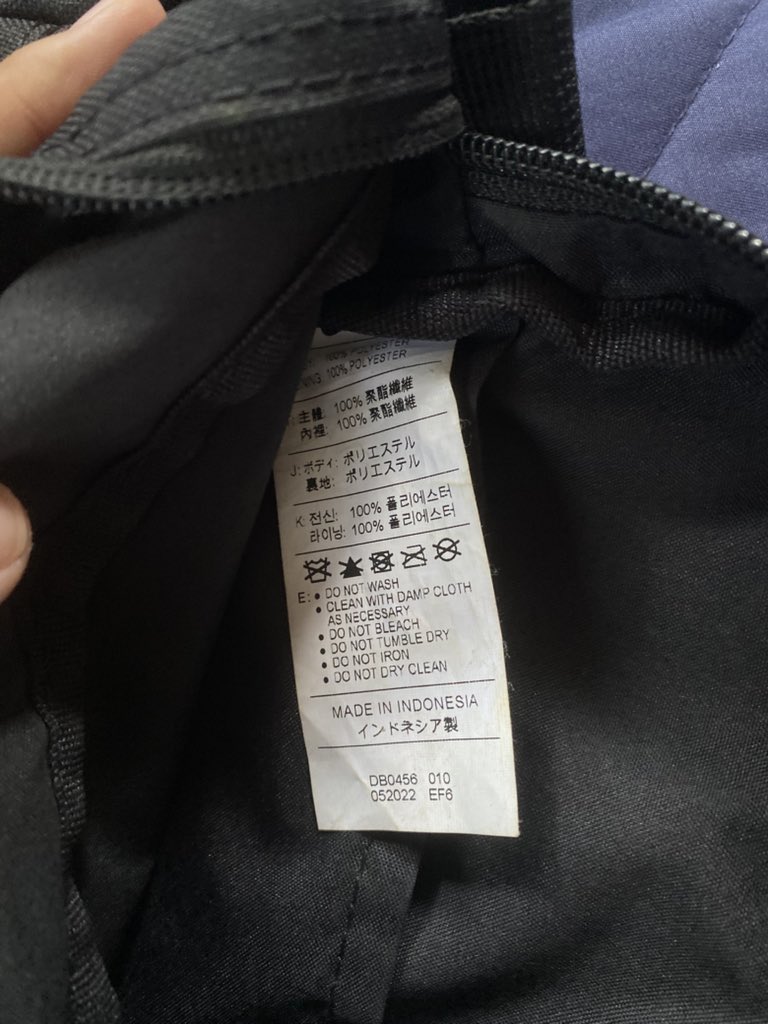 100% POLYESTER
100% POLYESTER
主體: 100% 聚酯纖維
內裡: 100% 聚酯纖維
J: ボディ: ポリエステル
裏地: ポリエステル
K: 전신: 100% 폴리에스터
라이닝: 100% 폴리에스터
E: • DO NOT WASH
• CLEAN WITH DAMP CLOTH
AS NECESSARY
• DO NOT BLEACH
• DO NOT TUMBLE DRY
• DO NOT IRON
• DO NOT DRY CLEAN
MADE IN INDONESIA
インドネシア製
DB0456 010
052022 EF6